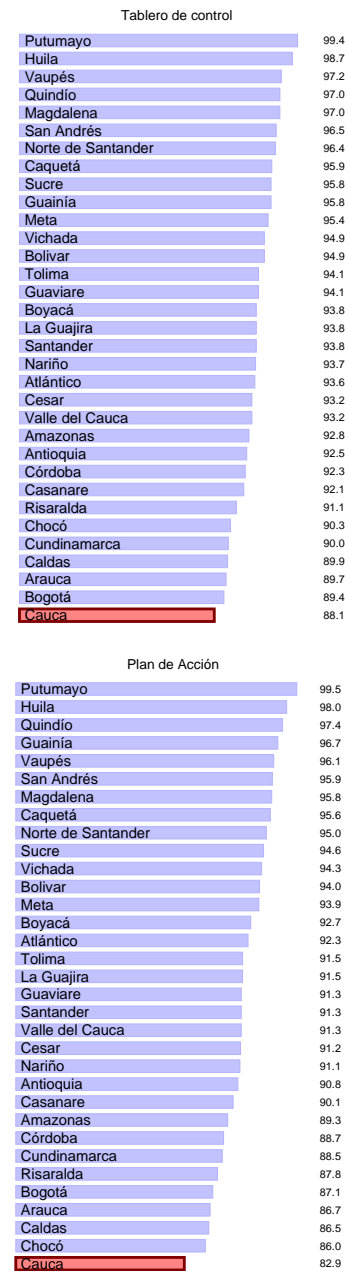 Tablero de control
Putumayo 99.4
Huila 98.7
Vaupés 97.2
Quindío 97.0
Magdalena 97.0
San Andrés 96.5
Norte de Santander 96.4
Caquetá 95.9
Sucre 95.8
Guainía 95.8
Meta 95.4
Vichada 94.9
Bolivar 94.9
Tolima 94.1
Guaviare 94.1
Boyacá 93.8
La Guajira 93.8
Santander 93.8
Nariño 93.7
Atlántico 93.6
Cesar 93.2
Valle del Cauca 93.2
Amazonas 92.8
Antioquia 92.5
Córdoba 92.3
Casanare 92.1
Risaralda 91.1
Chocó 90.3
Cundinamarca 90.0
Caldas 89.9
Arauca 89.7
Bogotá 89.4
Cauca 88.1
Plan de Acción
Putumayo 99.5
Huila 98.0
Quindío 97.4
Guainía 96.7
Vaupés 96.1
San Andrés 95.9
Magdalena 95.8
Caquetá 95.6
Norte de Santander 95.0
Sucre 94.6
Vichada 94.3
Bolivar 94.0
Meta 93.9
Boyacá 92.7
Atlántico 92.3
Tolima 91.5
La Guajira 91.5
Guaviare 91.3
Santander 91.3
Valle del Cauca 91.3
Cesar 91.2
Nariño 91.1
Antioquia 90.8
Casanare 90.1
Amazonas 89.3
Córdoba 88.7
Cundinamarca 88.5
Risaralda 87.8
Bogotá 87.1
Arauca 86.7
Caldas 86.5
Chocó 86.0
Cauca 82.9